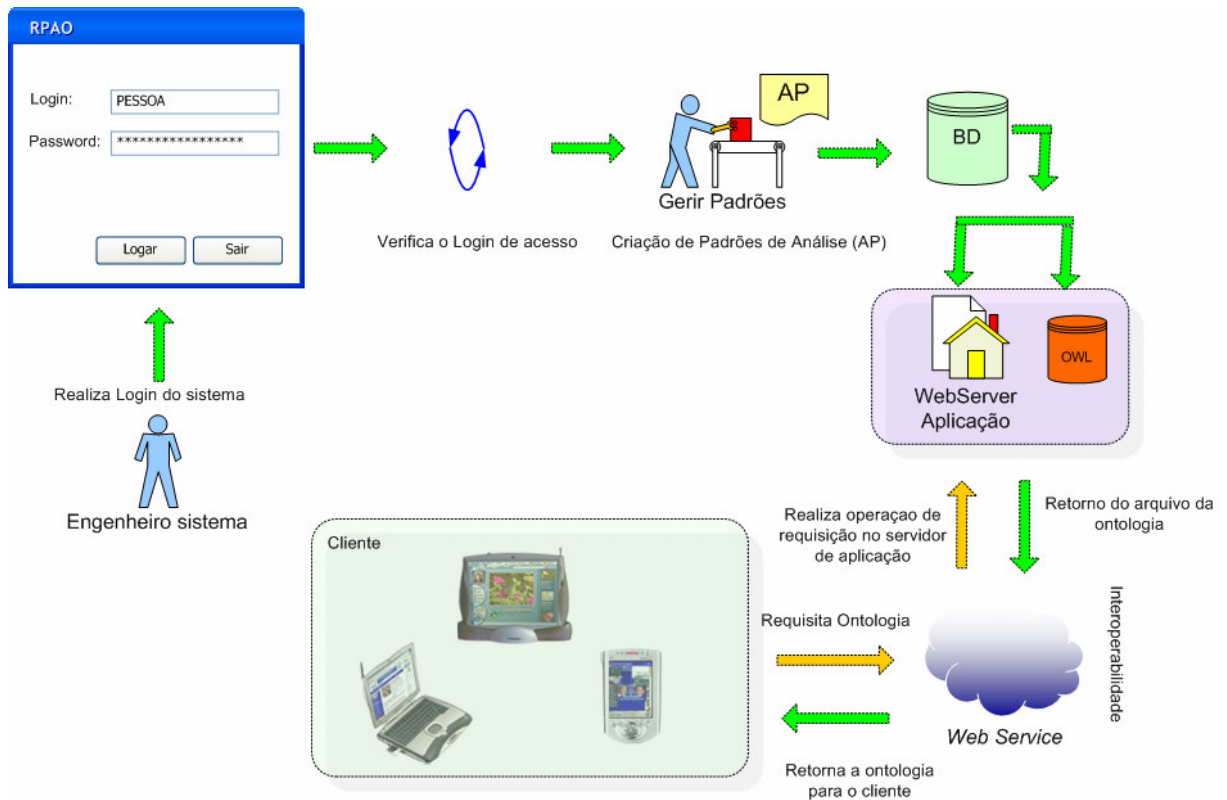 RPAO
Login:
PESSOA
Password:
*****************
Logar
Sair
Verifica o Login de acesso
AP
Gerir Padrões
Criação de Padrões de Análise (AP)
BD
OWL
WebServer
Aplicação
Realiza Login do sistema
Engenheiro sistema
Realiza operaçao de
requisição no servidor
de aplicação
Retorno do arquivo da
ontologia
Cliente
Requisita Ontologia
Interoperabilidade
Web Service
Retorna a ontologia
para o cliente